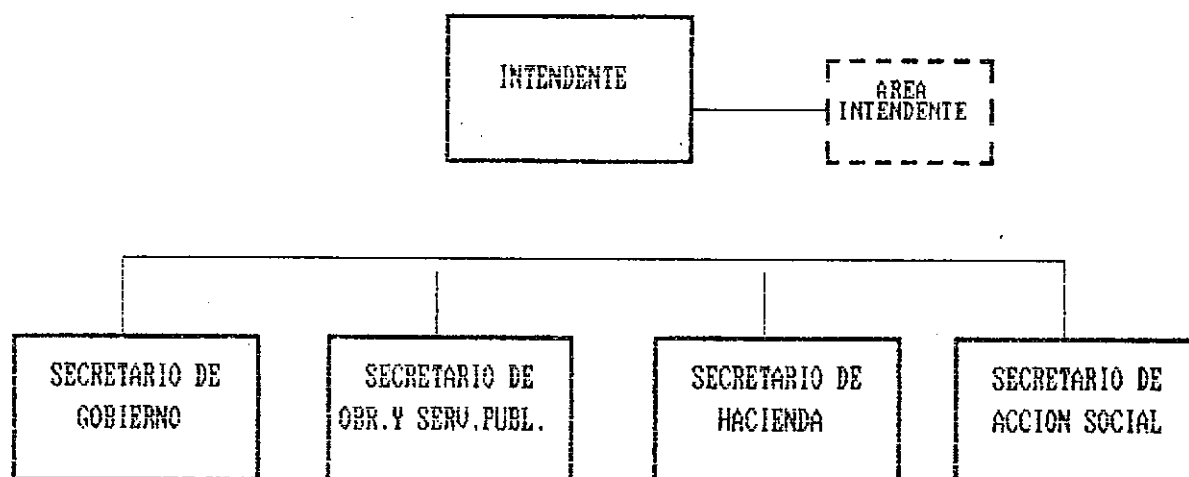 INTENDENTE
AREA
INTENDENTE
SECRETARIO DE
GOBIERNO
SECRETARIO DE
OBR.Y SERV.PUBL.
SECRETARIO DE
HACIENDA
SECRETARIO DE
ACCION SOCIAL